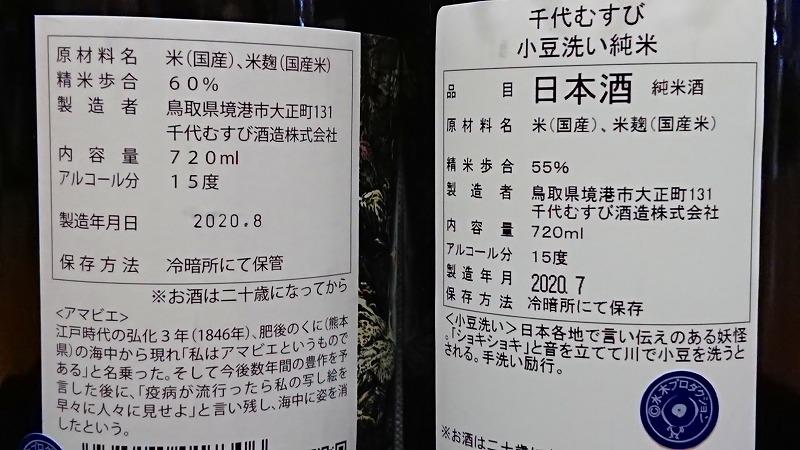 原材料名 米(国産)、米麹(国産米)
精米歩合 60%
製造者 鳥取県境港市大正町131
千代むすび酒造株式会社
内容量 720ml
アルコール分 15度
製造年月日 2020.8
保存方法 冷暗所にて保管
※お酒は二十歳になってから
<アマビエ>
江戸時代の弘化3年(1846年)、肥後のくに(熊本
県)の海中から現れ「私はアマビエというもので
ある」と名乗った。そして今後数年間の豊作を予
言した後に、「疫病が流行ったら私の写し絵を
早々に人々に見せよ」と言い残し、海中に姿を消
したという。
千代むすび
小豆洗い純米
品目 日本酒 純米酒
原材料名 米(国産)、米麹(国産米)
精米歩合 55%
製造者 鳥取県境港市大正町131
千代むすび酒造株式会社
内容量 720ml
アルコール分 15度
製造年月 2020.7
保存方法 冷暗所にて保存
<小豆洗い>日本各地で言い伝えのある妖怪
。「ショキショキ」と音を立てて川で小豆を洗うと
される。手洗い励行。
©水木プロダクション
※お酒は二十歳になってから